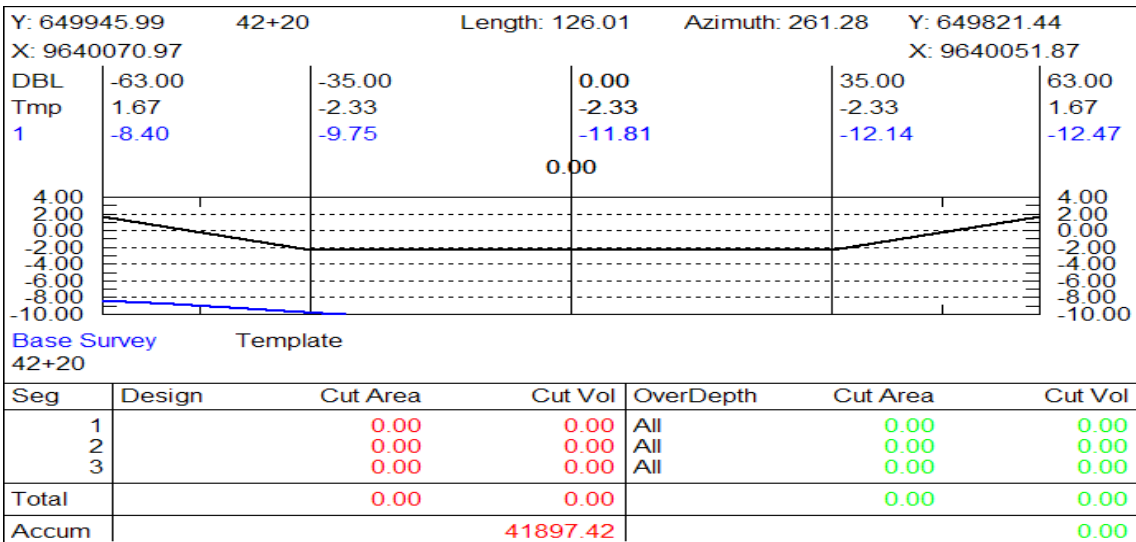 Y: 649945.99 42+20 Length: 126.01 Azimuth: 261.28 Y: 649821.44
X: 9640070.97 X: 9640051.87
DBL -63.00 -35.00 0.00 35.00 63.00
Tmp 1.67 -2.33 -2.33 -2.33 1.67
1 -8.40 -9.75 -11.81 -12.14 -12.47
0.00
4.00 4.00
2.00 2.00
0.00 0.00
-2.00 -2.00
-4.00 -4.00
-6.00 -6.00
-8.00 -8.00
-10.00 -10.00
Base Survey Template
42+20
Seg Design Cut Area Cut Vol OverDepth Cut Area Cut Vol
1 0.00 0.00 All 0.00 0.00
2 0.00 0.00 All 0.00 0.00
3 0.00 0.00 All 0.00 0.00
Total 0.00 0.00 0.00 0.00
Accum 41897.42 0.00